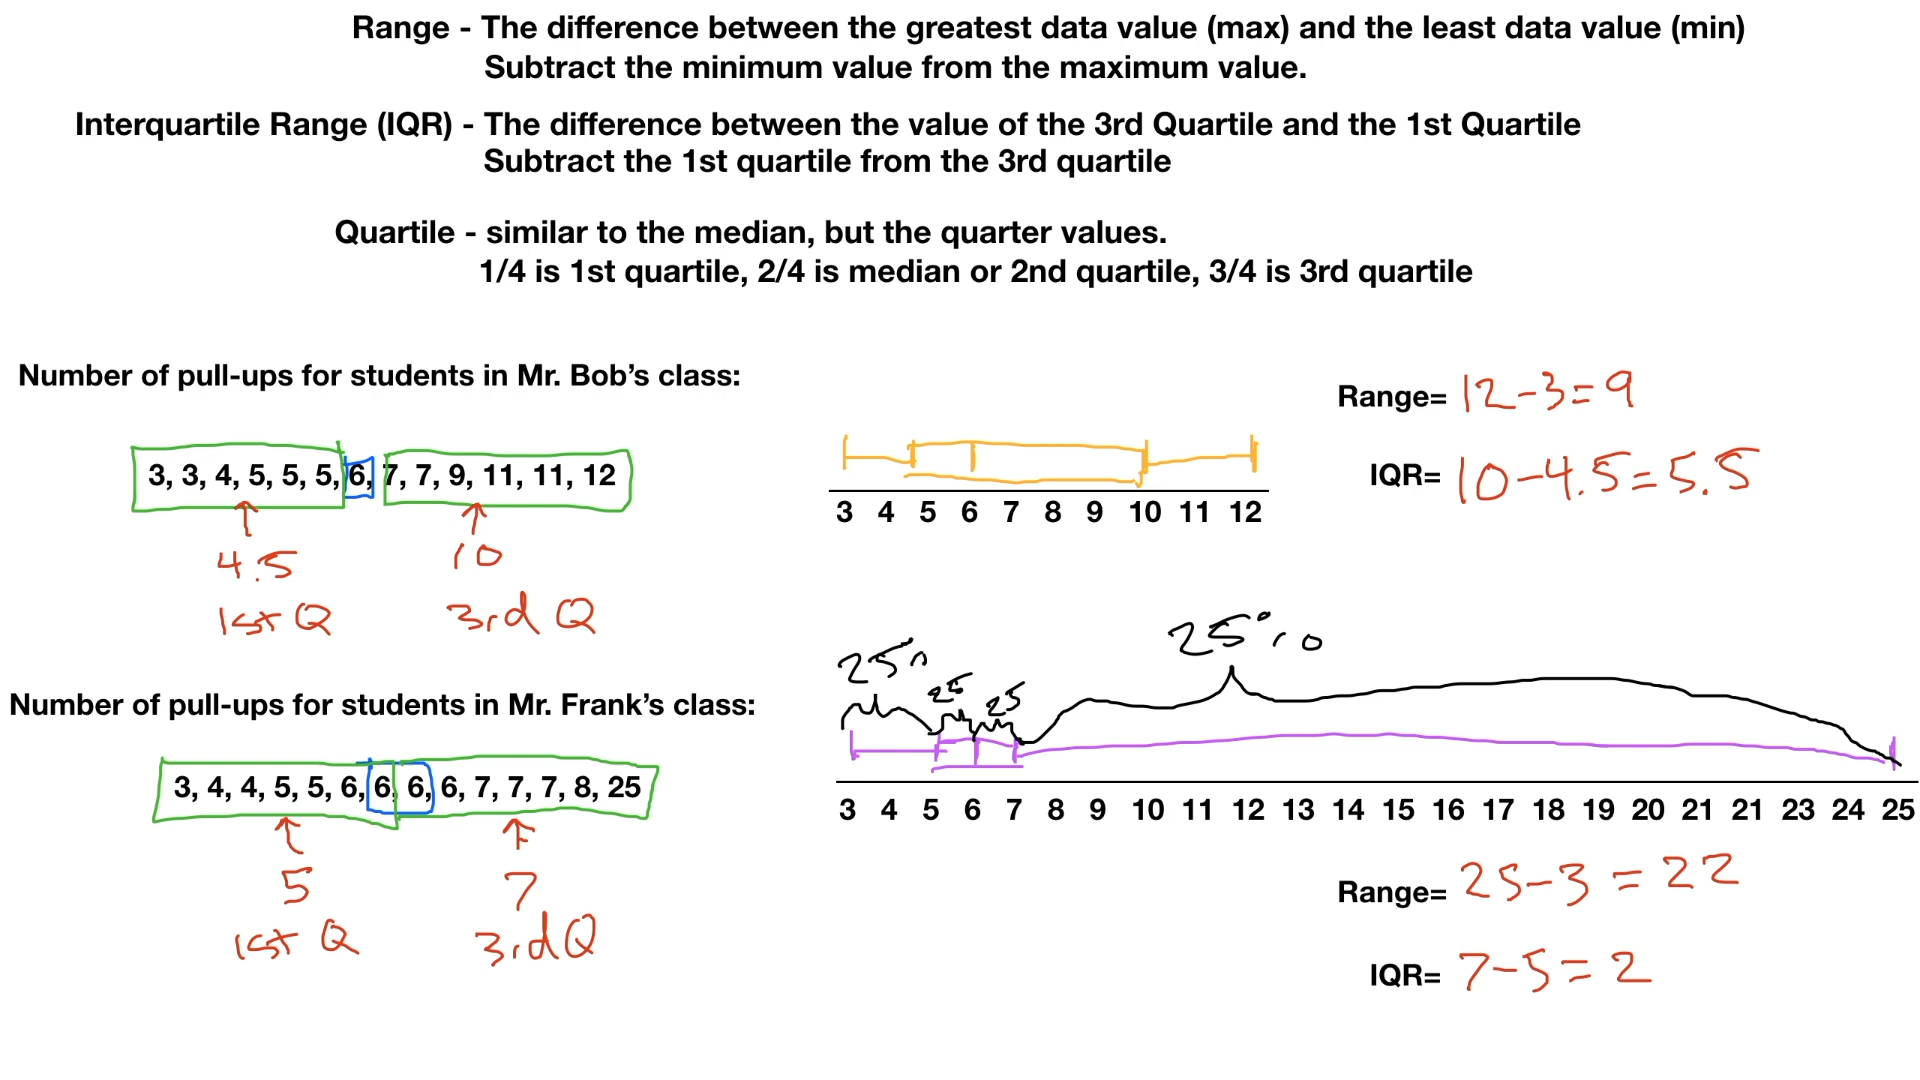 Range - The difference between the greatest data value (max) and the least data value (min)
Subtract the minimum value from the maximum value.
Interquartile Range (IQR) - The difference between the value of the 3rd Quartile and the 1st Quartile
Subtract the 1st quartile from the 3rd quartile
Quartile - similar to the median, but the quarter values.
1/4 is 1st quartile, 2/4 is median or 2nd quartile, 3/4 is 3rd quartile
Number of pull-ups for students in Mr. Bob’s class:
3, 3, 4, 5, 5, 5, 6, 7, 7, 9, 11, 11, 12
4.5
10
1st Q
3rd Q
3 4 5 6 7 8 9 10 11 12
Range= 12-3=9
IQR= 10-4.5=5.5
Number of pull-ups for students in Mr. Frank’s class:
3, 4, 4, 5, 5, 6, 6, 6, 6, 7, 7, 7, 8, 25
5
7
1st Q
3rd Q
25%
25
25
25%
3 4 5 6 7 8 9 10 11 12 13 14 15 16 17 18 19 20 21 21 23 24 25
Range= 25-3=22
IQR= 7-5=2